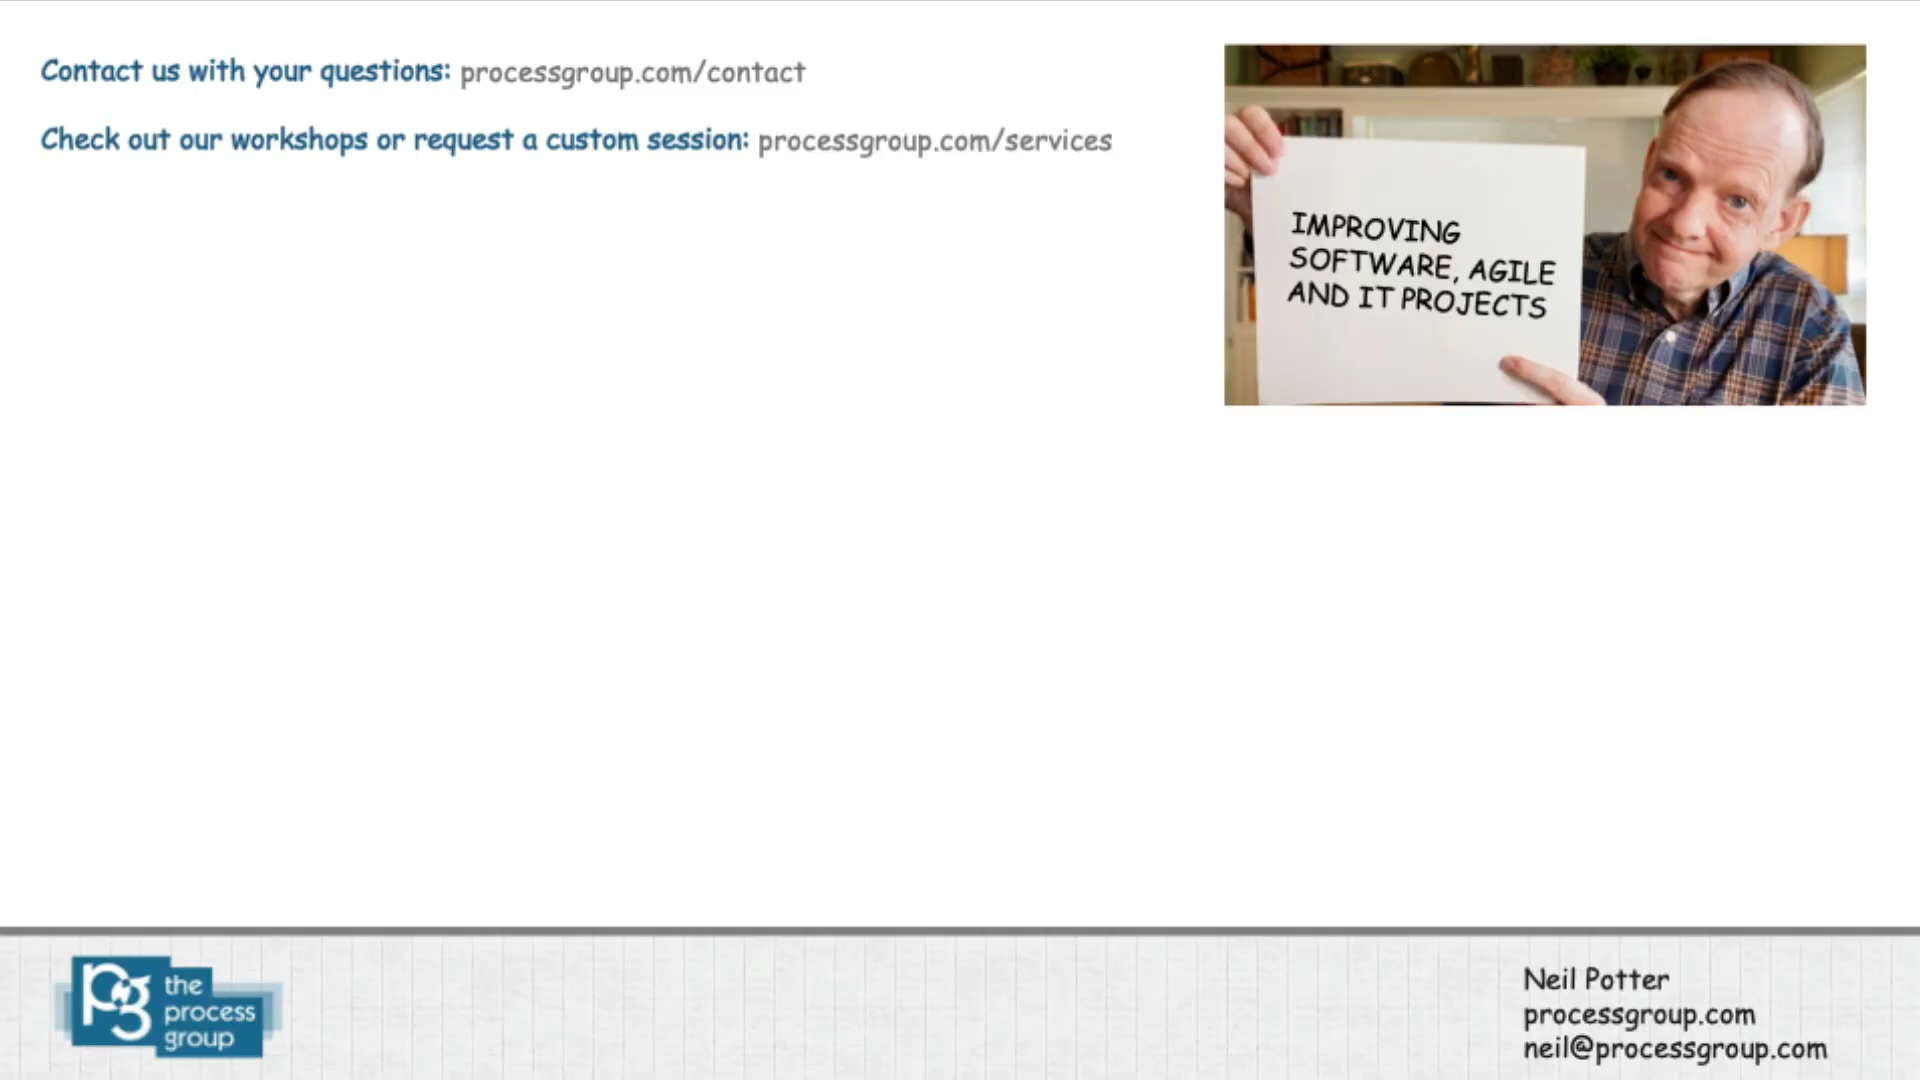 Contact us with your questions: processgroup.com/contact
Check out our workshops or request a custom session: processgroup.com/services
IMPROVING
SOFTWARE, AGILE
AND IT PROJECTS
pg the
process
group
Neil Potter
processgroup.com
neil@processgroup.com